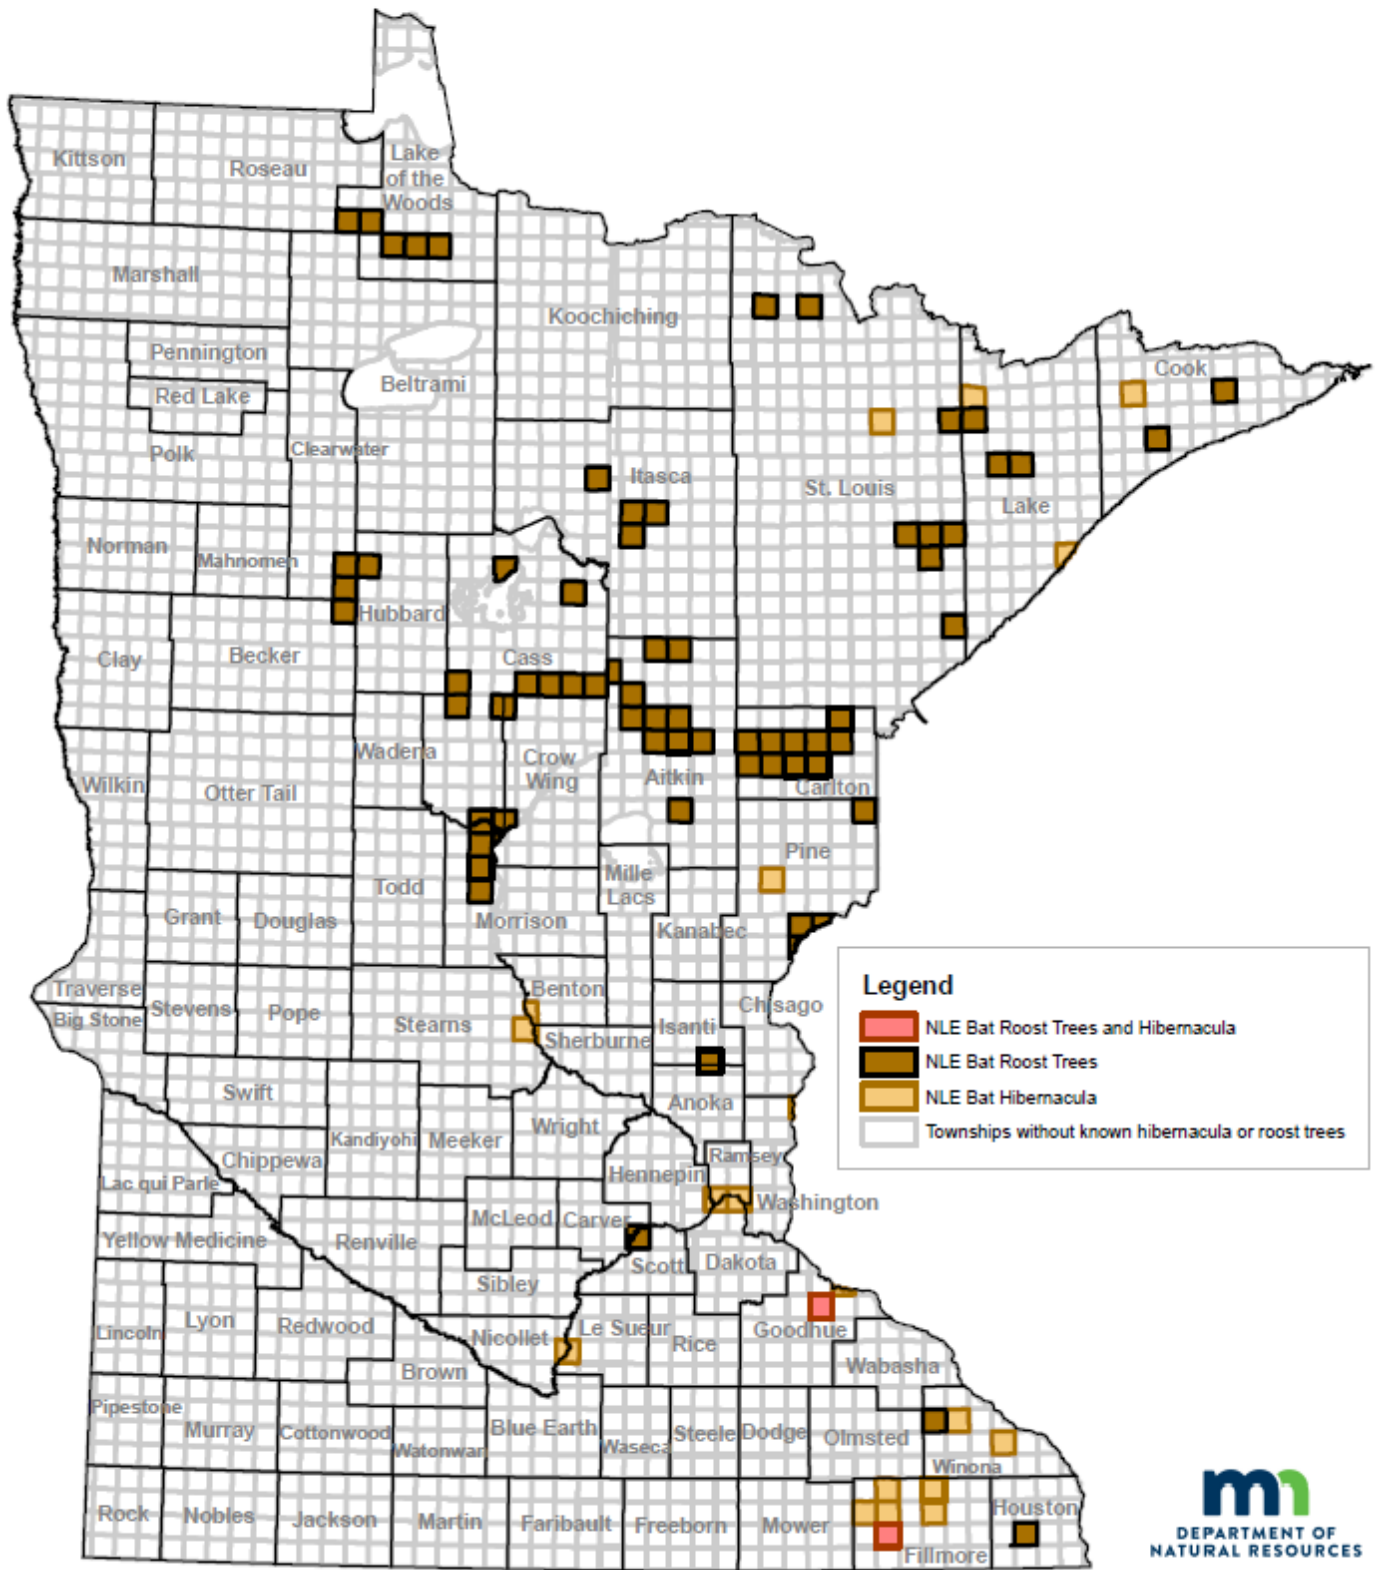 Kittson
Roseau
Lake
of the
Woods
Marshall
Koochiching
Pennington
Cook
Beltrami
Red Lake
Clearwater
Polk
Itasca
St. Louis
Lake
Norman
Mahnomen
Hubbard
Clay
Becker
Cass
Wadena
Crow
Wing
Aitkin
Wilkin
Otter Tail
Carlton
Pine
Todd
Mille
Lacs
Grant
Douglas
Morrison
Kanabec
Traverse
Benton
Big Stone
Stevens
Pope
Stearns
Chisago
Isanti
Sherburne
Swift
Anoka
Wright
Kandiyohi
Meeker
Chippewa
Ramsey
Hennepin
Lac qui Parle
Washington
McLeod
Carver
Yellow Medicine
Renville
Scott
Dakota
Sibley
Lyon
Redwood
Lincoln
Nicollet
Le Sueur
Rice
Goodhue
Brown
Wabasha
Pipestone
Murray
Cottonwood
Watonwan
Blue Earth
Waseca
Steele
Dodge
Olmsted
Winona
Rock
Nobles
Jackson
Martin
Faribault
Freeborn
Mower
Fillmore
Houston
Legend
NLE Bat Roost Trees and Hibernacula
NLE Bat Roost Trees
NLE Bat Hibernacula
Townships without known hibernacula or roost trees
mn
DEPARTMENT OF
NATURAL RESOURCES